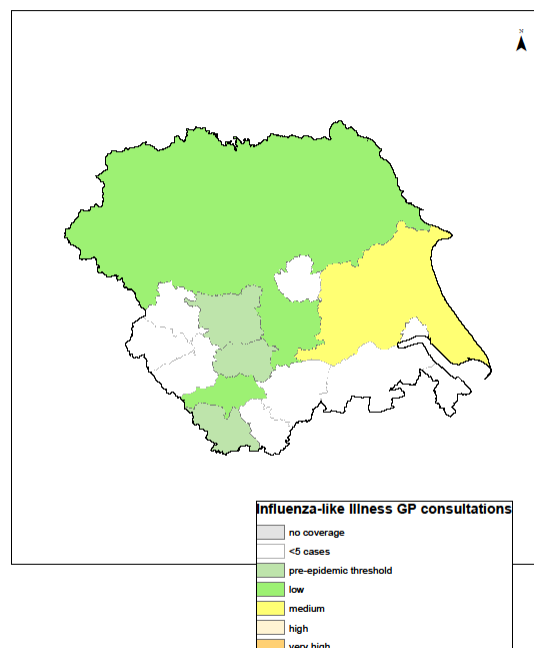 N
Influenza-like Illness GP consultations
no coverage
<5 cases
pre-epidemic threshold
low
medium
high
very high